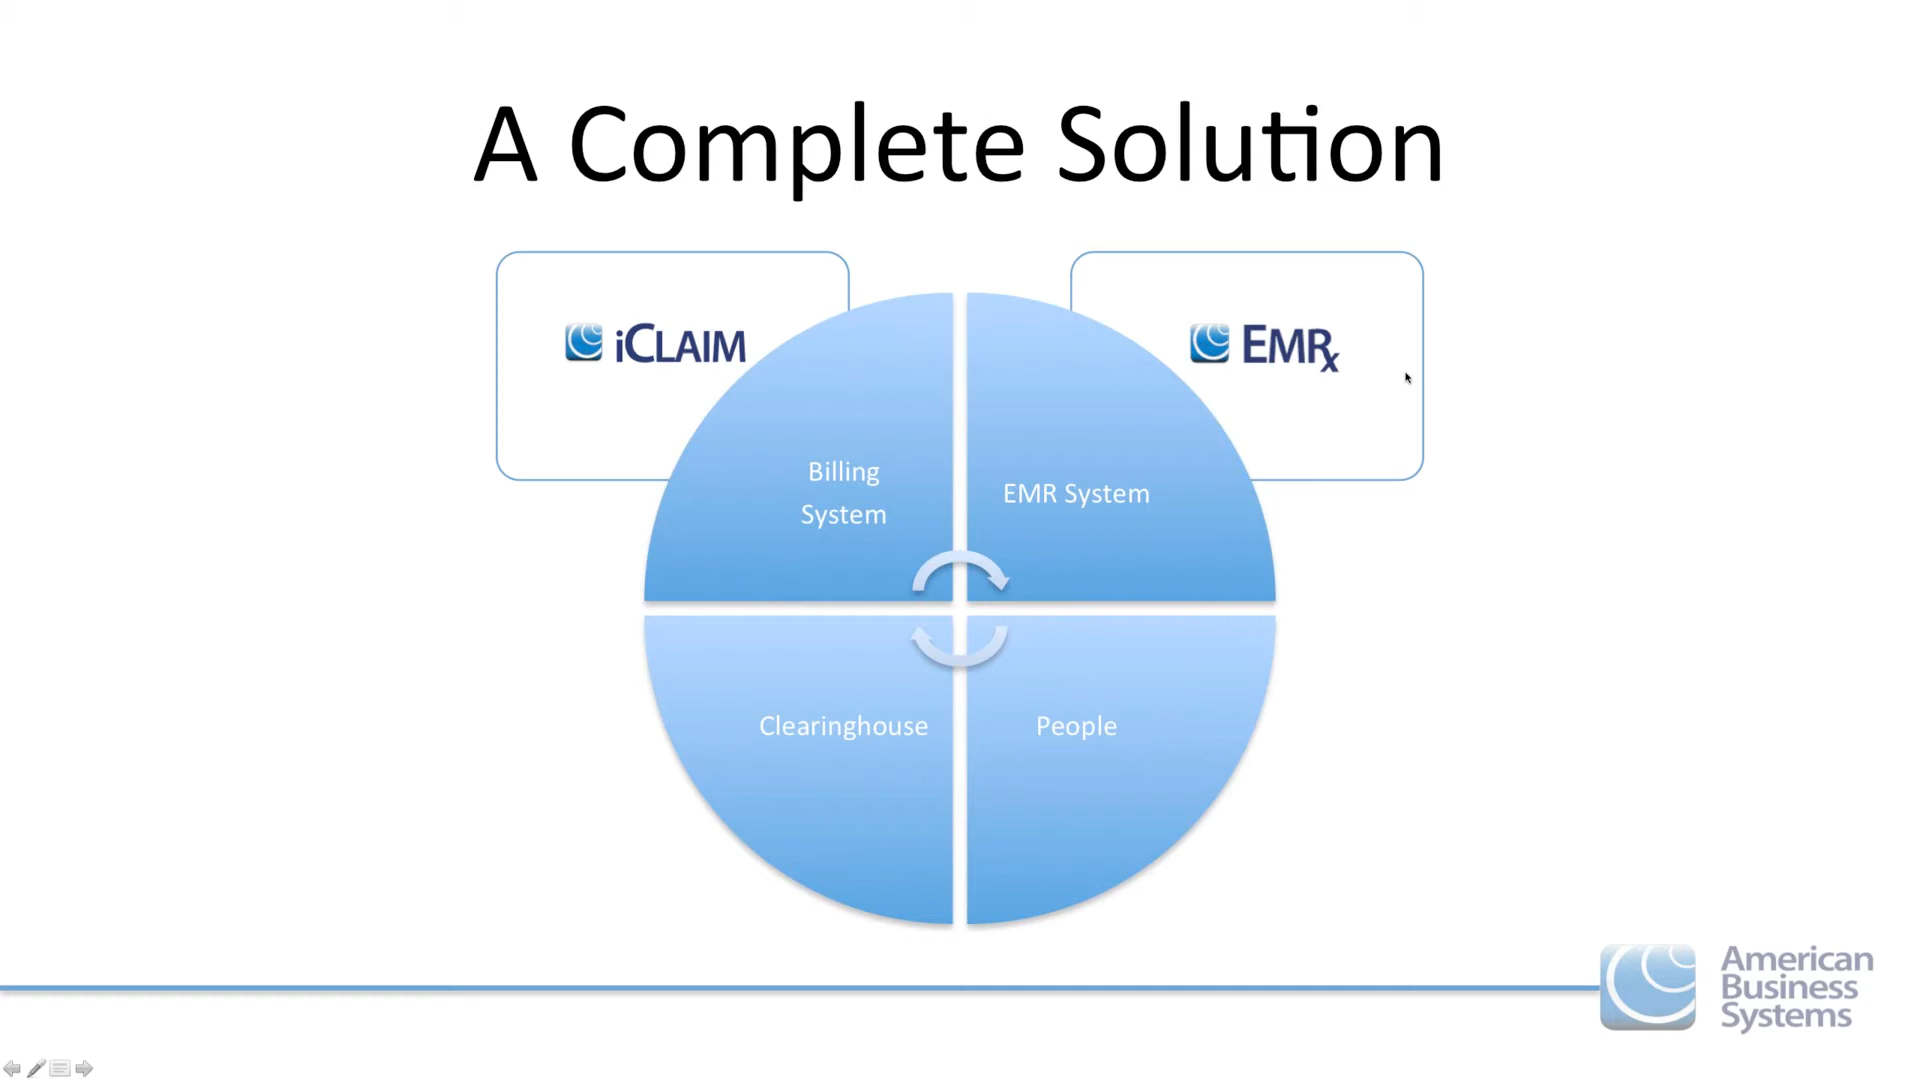 A Complete Solution
iCLAIM
EMRx
Billing
System
EMR System
Clearinghouse
People
American
Business
Systems